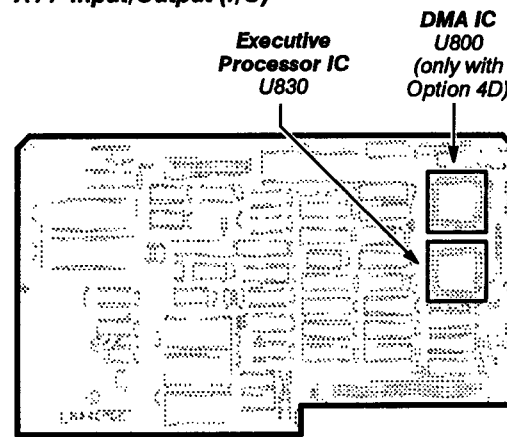 Input/Output (I/O)
Executive
Processor IC
U830
DMA IC
U800
(only with
Option 4D)